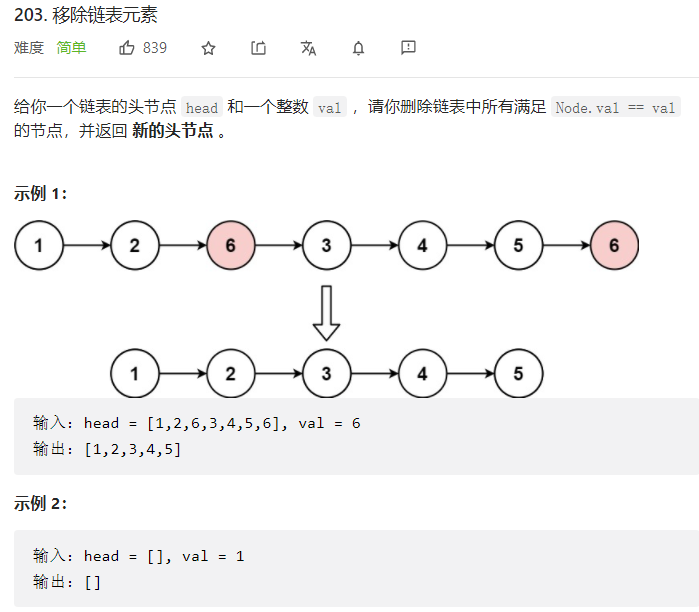 203. 移除链表元素
难度 简单 839
给你一个链表的头节点 head 和一个整数 val ，请你删除链表中所有满足 Node.val == val
的节点，并返回 新的头节点 。
示例 1：
1 2 6 3 4 5 6
1 2 3 4 5
输入：head = [1,2,6,3,4,5,6], val = 6
输出：[1,2,3,4,5]
示例 2：
输入：head = [], val = 1
输出：[]